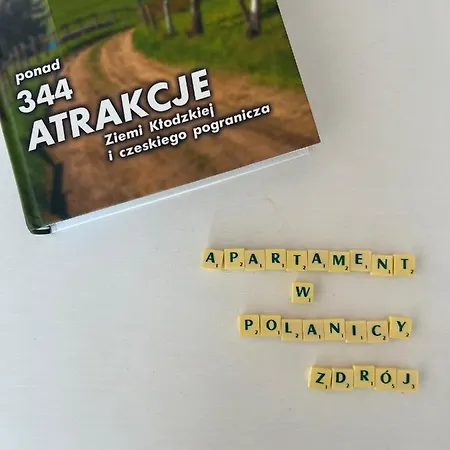 ponad
344
ATRAKCJE
Ziemi Kłodzkiej
i czeskiego pogranicza
APARTAMENT
W
POLANICY
ZDRÓJ